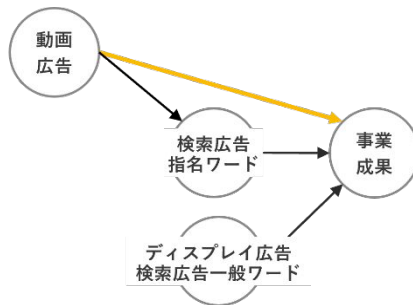 動画
広告
検索広告
指名ワード
事業
成果
ディスプレイ広告
検索広告一般ワード